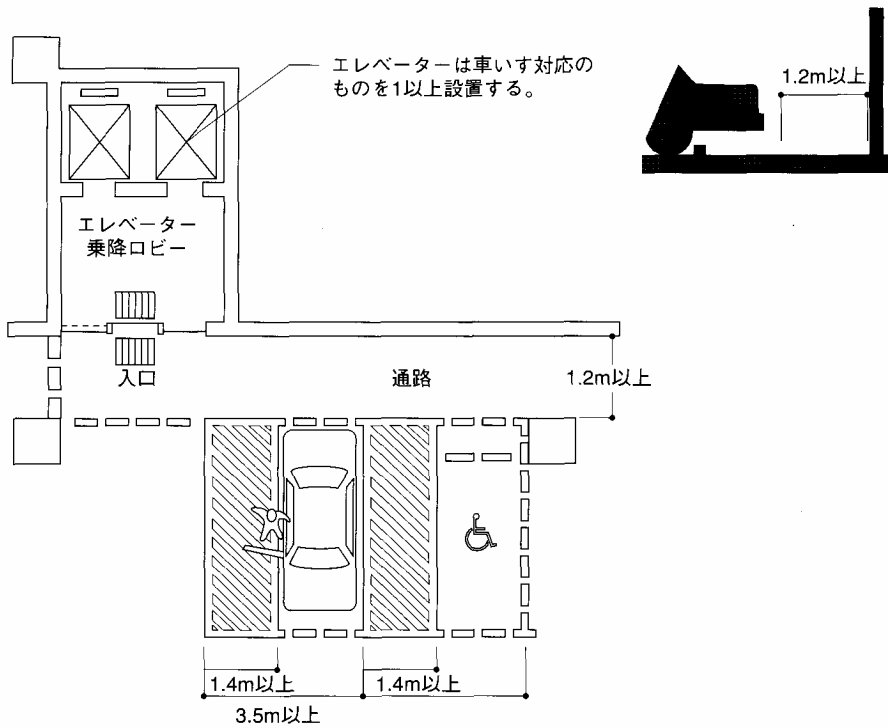 エレベーターは車いす対応の
ものを1以上設置する。
1.2m以上
エレベーター
乗降ロビー
入口
通路
1.2m以上
1.4m以上
1.4m以上
3.5m以上